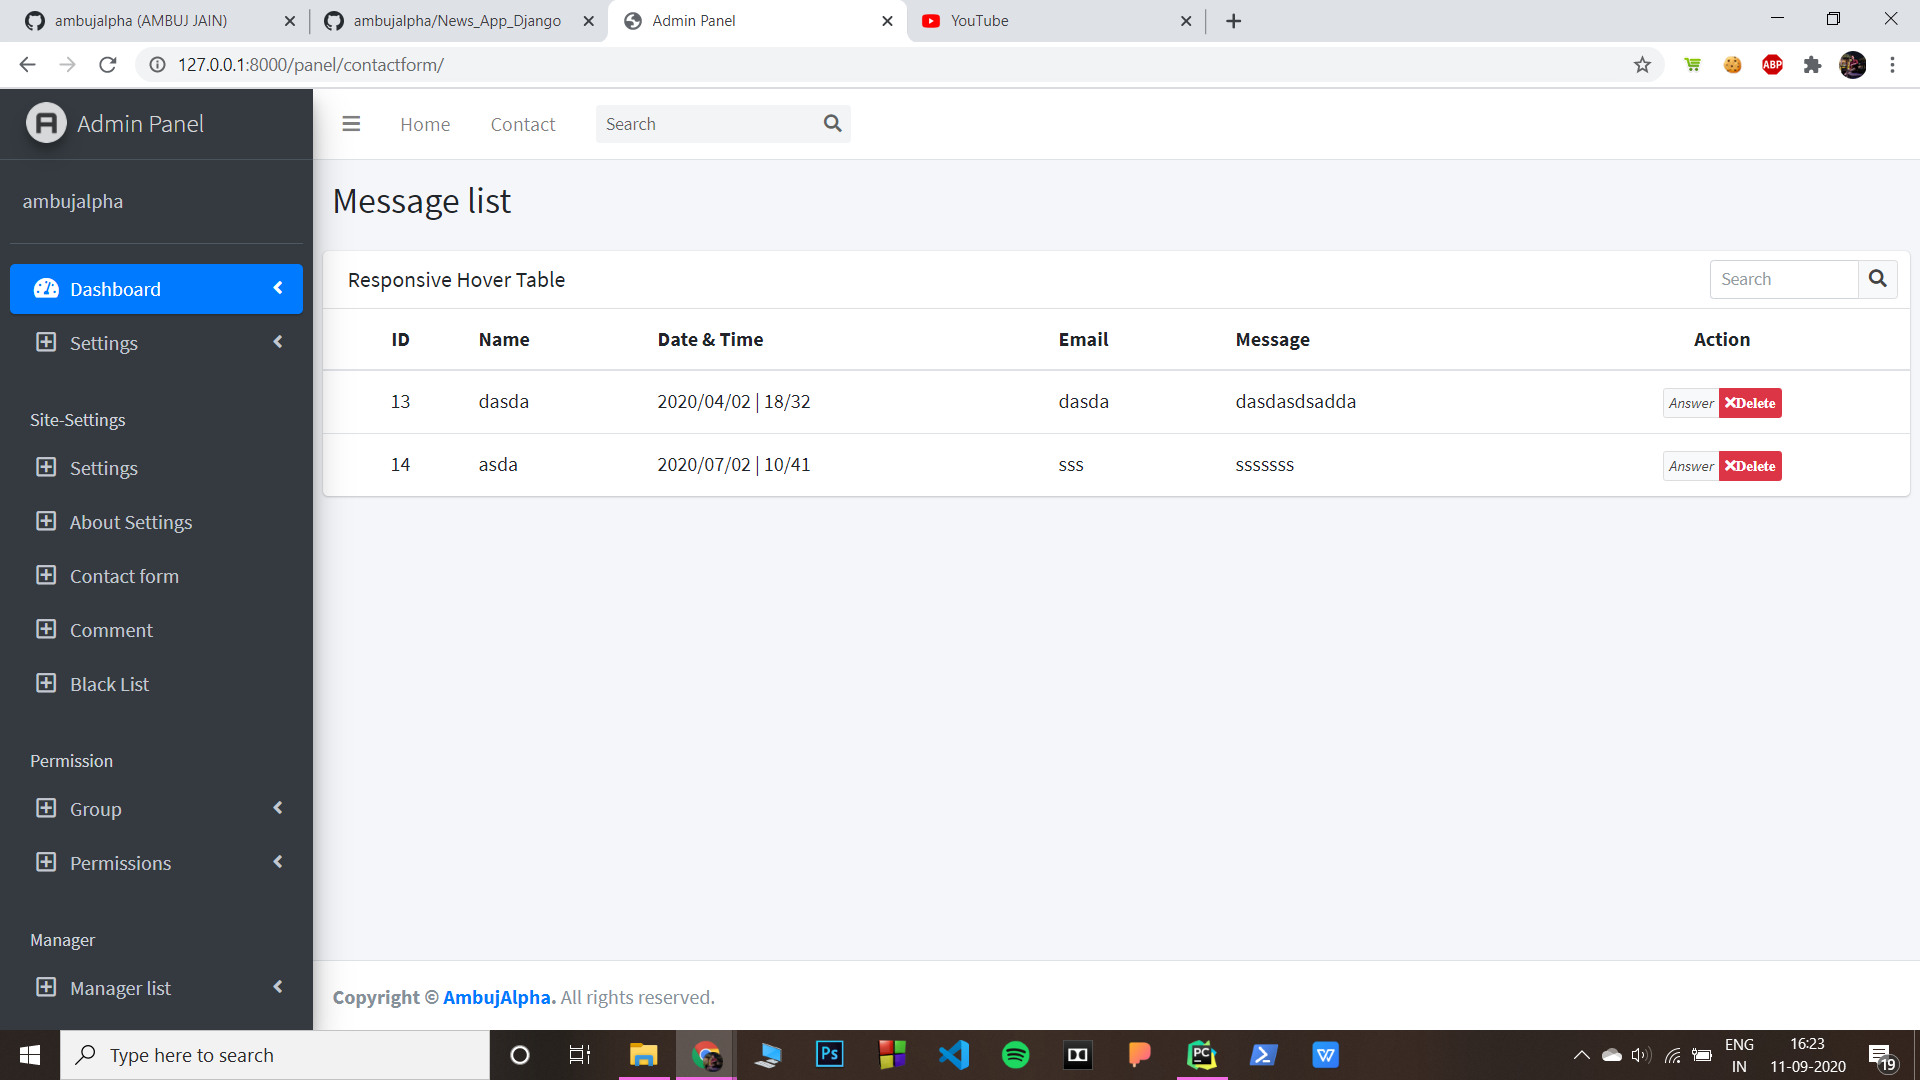 ambujalpha (AMBUJ JAIN)
ambujalpha/News_App_Django
Admin Panel
YouTube
127.0.0.1:8000/panel/contactform/
ABP
A Admin Panel
Home
Contact
Search
ambujalpha
Message list
Dashboard
Settings
Site-Settings
Settings
About Settings
Contact form
Comment
Black List
Permission
Group
Permissions
Manager
Manager list
Responsive Hover Table
Search
ID Name Date & Time Email Message Action
13 dasda 2020/04/02 | 18/32 dasda dasdasdsadda Answer Delete
14 asda 2020/07/02 | 10/41 sss sssssss Answer Delete
Copyright © AmbujAlpha. All rights reserved.
Type here to search
Ps
PC
W
ENG
IN
16:23
11-09-2020
19